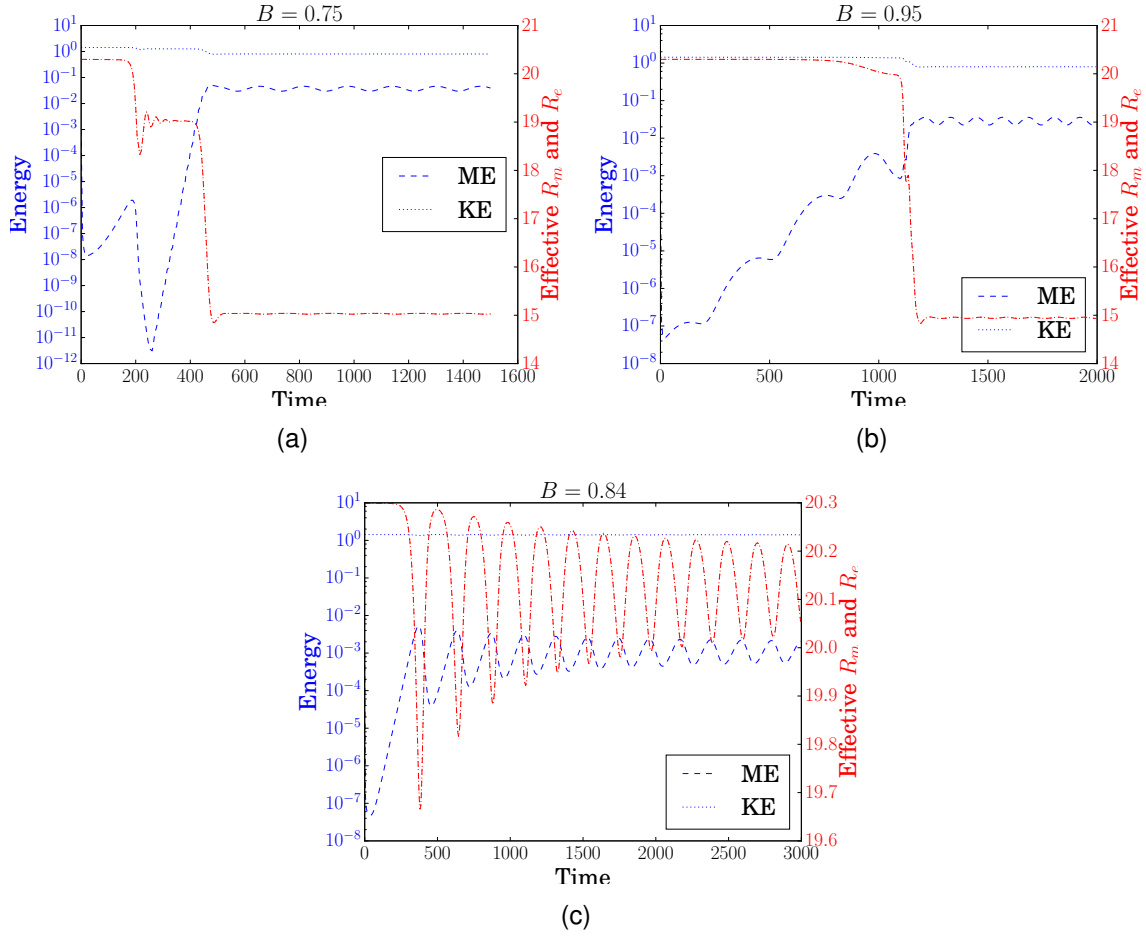 B = 0.75
10^1
10^0
10^-1
10^-2
10^-3
10^-4
10^-5
10^-6
10^-7
10^-8
10^-9
10^-10
10^-11
10^-12
Energy
ME
KE
21
20
19
18
17
16
15
14
Effective R_m and R_e
0 200 400 600 800 1000 1200 1400 1600
Time
(a)
B = 0.95
10^1
10^0
10^-1
10^-2
10^-3
10^-4
10^-5
10^-6
10^-7
10^-8
Energy
ME
KE
21
20
19
18
17
16
15
14
Effective R_m and R_e
0 500 1000 1500 2000
Time
(b)
B = 0.84
10^1
10^0
10^-1
10^-2
10^-3
10^-4
10^-5
10^-6
10^-7
10^-8
Energy
ME
KE
20.3
20.2
20.1
20.0
19.9
19.8
19.7
19.6
Effective R_m and R_e
0 500 1000 1500 2000 2500 3000
Time
(c)